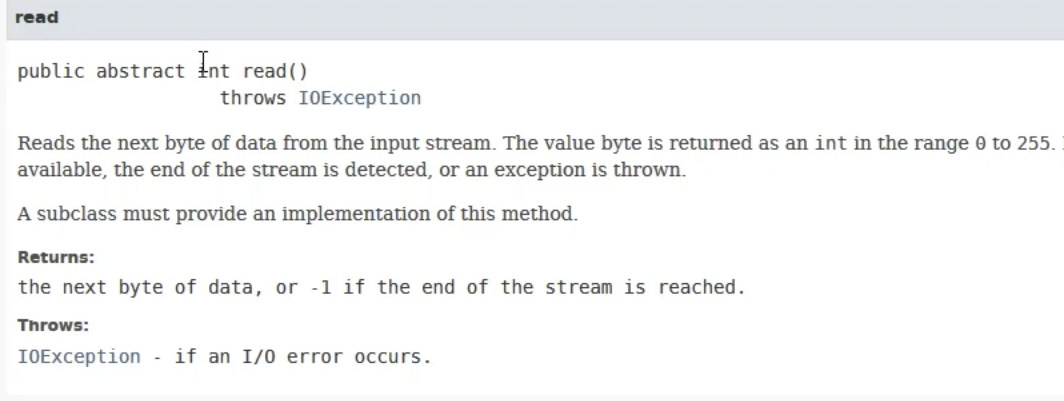 read
public abstract int read()
throws IOException
Reads the next byte of data from the input stream. The value byte is returned as an int in the range 0 to 255.
available, the end of the stream is detected, or an exception is thrown.
A subclass must provide an implementation of this method.
Returns:
the next byte of data, or -1 if the end of the stream is reached.
Throws:
IOException - if an I/O error occurs.